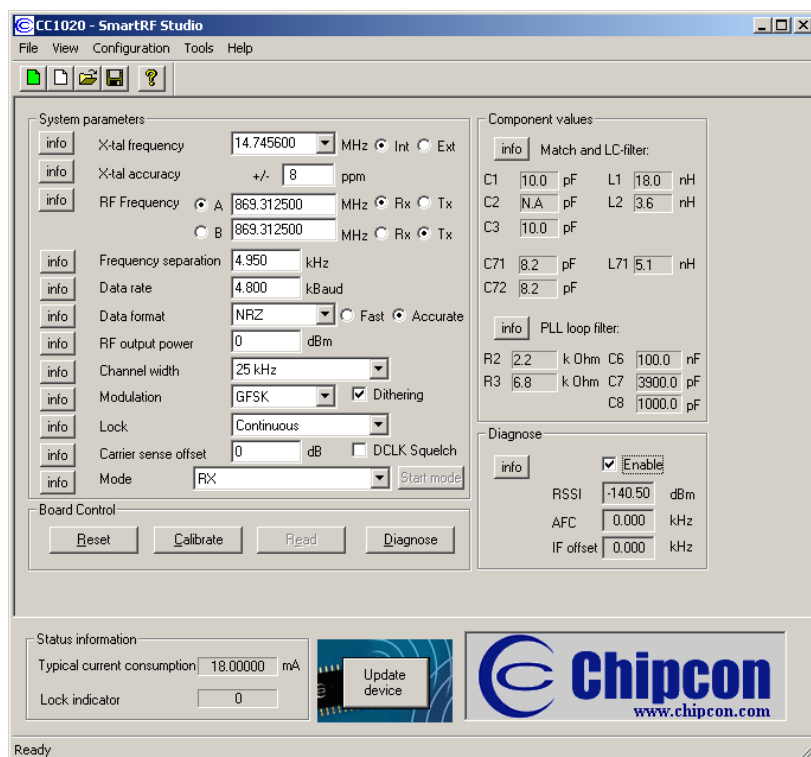 CC1020 - SmartRF Studio
File View Configuration Tools Help
System parameters
info X-tal frequency 14.745600 MHz Int Ext
info X-tal accuracy +/- 8 ppm
info RF Frequency A 869.312500 MHz Rx Tx
B 869.312500 MHz Rx Tx
info Frequency separation 4.950 kHz
info Data rate 4.800 kBaud
info Data format NRZ Fast Accurate
info RF output power 0 dBm
info Channel width 25 kHz
info Modulation GFSK Dithering
info Lock Continuous
info Carrier sense offset 0 dB DCLK Squelch
info Mode RX Start mode
Board Control
Reset Calibrate Read Diagnose
Component values
info Match and LC-filter:
C1 10.0 pF L1 18.0 nH
C2 N.A pF L2 3.6 nH
C3 10.0 pF
C71 8.2 pF L71 5.1 nH
C72 8.2 pF
info PLL loop filter:
R2 2.2 k Ohm C6 100.0 nF
R3 6.8 k Ohm C7 3900.0 pF
C8 1000.0 pF
Diagnose
info Enable
RSSI -140.50 dBm
AFC 0.000 kHz
IF offset 0.000 kHz
Status information
Typical current consumption 18.00000 mA
Lock indicator 0
Update
device
Chipcon
www.chipcon.com
Ready